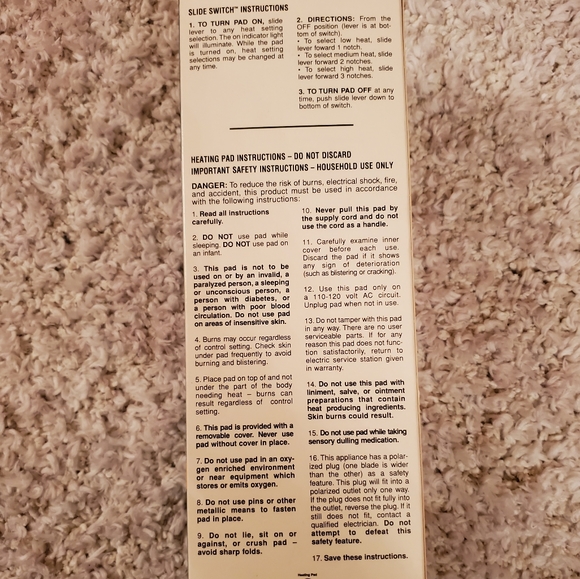 SLIDE SWITCH™ INSTRUCTIONS
1. TO TURN PAD ON, slide
lever to any heat setting
selection. The on indicator light
will illuminate. While the pad
is turned on, heat setting
selections may be changed at
any time.
2. DIRECTIONS: From the
OFF position (lever is at bot-
tom of switch).
• To select low heat, slide
lever foward 1 notch.
• To select medium heat, slide
lever forward 2 notches.
• To select high heat, slide
lever forward 3 notches.
3. TO TURN PAD OFF at any
time, push slide lever down to
bottom of switch.
HEATING PAD INSTRUCTIONS – DO NOT DISCARD
IMPORTANT SAFETY INSTRUCTIONS – HOUSEHOLD USE ONLY
DANGER: To reduce the risk of burns, electrical shock, fire,
and accident, this product must be used in accordance
with the following instructions:
1. Read all instructions
carefully.
2. DO NOT use pad while
sleeping. DO NOT use pad on
an infant.
3. This pad is not to be
used on or by an invalid, a
paralyzed person, a sleeping
or unconscious person, a
person with diabetes, or
a person with poor blood
circulation. Do not use pad
on areas of insensitive skin.
4. Burns may occur regardless
of control setting. Check skin
under pad frequently to avoid
burning and blistering.
5. Place pad on top of and not
under the part of the body
needing heat – burns can
result regardless of control
setting.
6. This pad is provided with a
removable cover. Never use
pad without cover in place.
7. Do not use pad in an oxy-
gen enriched environment
or near equipment which
stores or emits oxygen.
8. Do not use pins or other
metallic means to fasten
pad in place.
9. Do not lie, sit on or
against, or crush pad –
avoid sharp folds.
10. Never pull this pad by
the supply cord and do not
use the cord as a handle.
11. Carefully examine inner
cover before each use.
Discard the pad if it shows
any sign of deterioration
(such as blistering or cracking).
12. Use this pad only on
a 110-120 volt AC circuit.
Unplug pad when not in use.
13. Do not tamper with this pad
in any way. There are no user
serviceable parts. If for any
reason this pad does not func-
tion satisfactorily, return to
electric service station given
in warranty.
14. Do not use this pad with
liniment, salve, or ointment
preparations that contain
heat producing ingredients.
Skin burns could result.
15. Do not use pad while taking
sensory dulling medication.
16. This appliance has a polar-
ized plug (one blade is wider
than the other) as a safety
feature. This plug will fit into a
polarized outlet only one way.
If the plug does not fit fully into
the outlet, reverse the plug. If it
still does not fit, contact a
qualified electrician. Do not
attempt to defeat this
safety feature.
17. Save these instructions.
Heating Pad